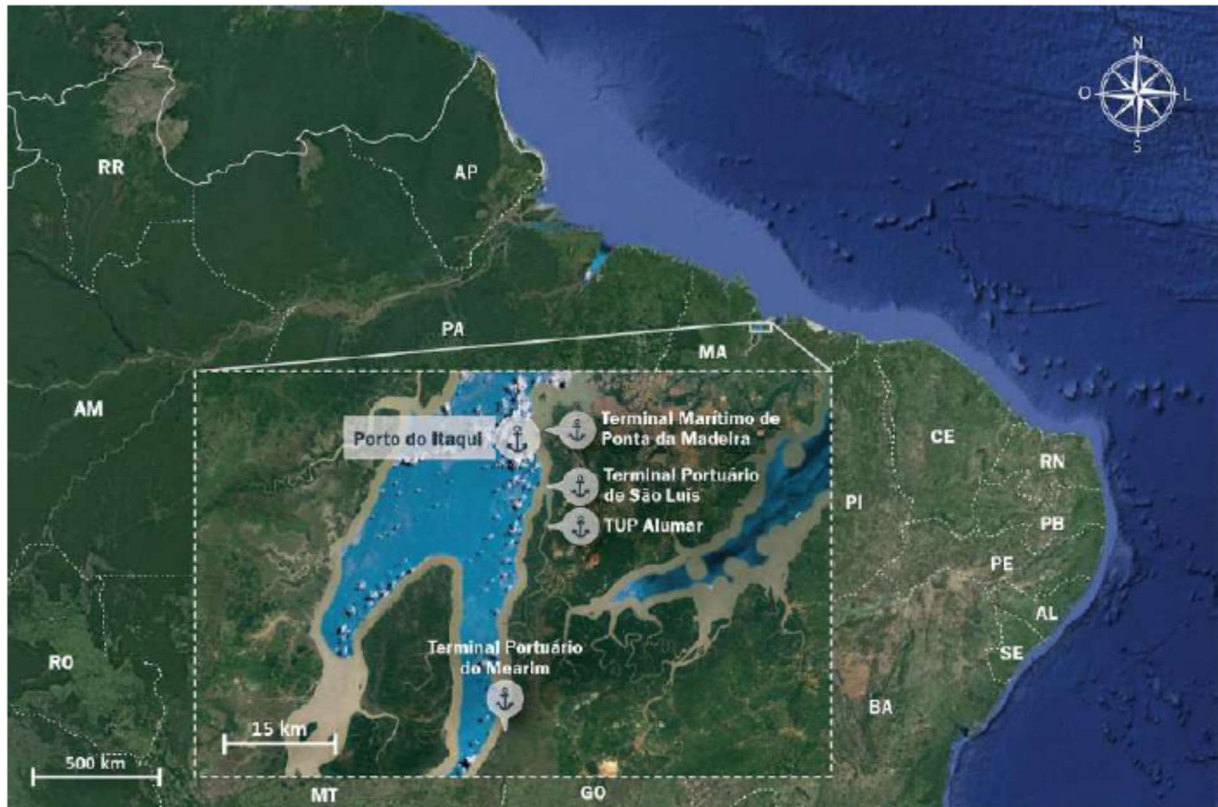 N
O
L
S
RR
AP
PA
MA
AM
Porto do Itaqui
Terminal Marítimo de
Ponta da Madeira
CE
Terminal Portuário
de São Luís
RN
PI
TUP Alumar
PB
PE
AL
Terminal Portuário
do Mearim
SE
RO
BA
15 km
500 km
MT
GO